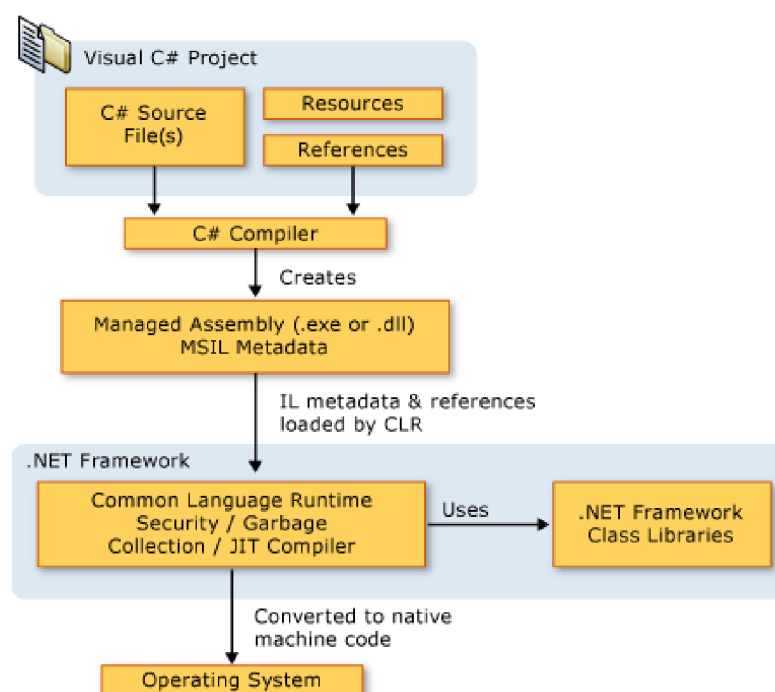 Visual C# Project
C# Source
File(s)
Resources
References
C# Compiler
Creates
Managed Assembly (.exe or .dll)
MSIL Metadata
IL metadata & references
loaded by CLR
.NET Framework
Common Language Runtime
Security / Garbage
Collection / JIT Compiler
Uses
.NET Framework
Class Libraries
Converted to native
machine code
Operating System